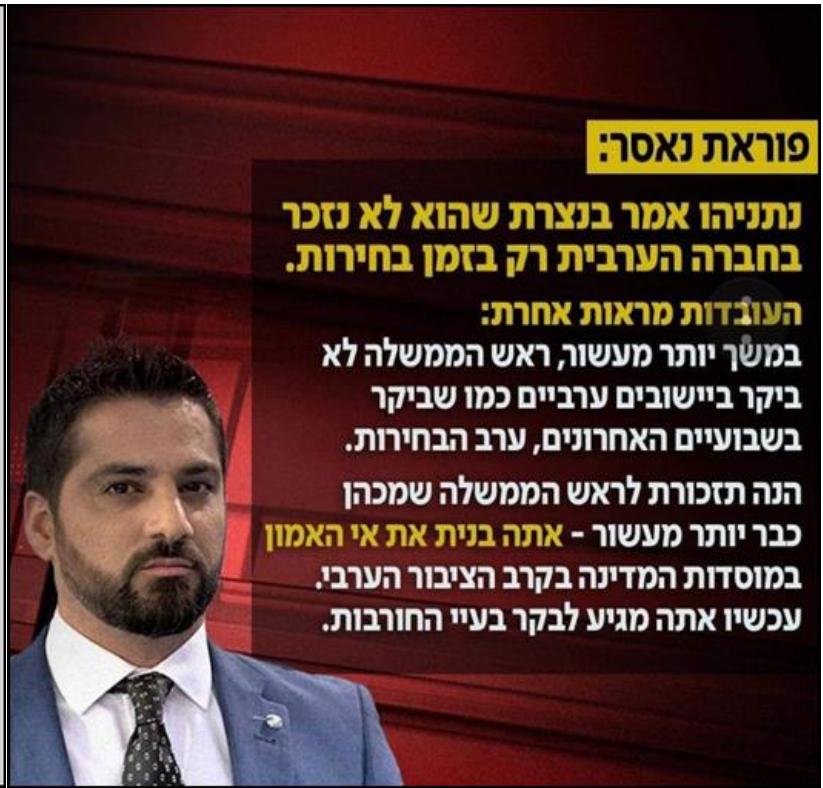 פוראת נאסר:
נתניהו אמר בנצרת שהוא לא נזכר
בחברה הערבית רק בזמן בחירות.
העובדות מראות אחרת:
במשך יותר מעשור, ראש הממשלה לא
ביקר ביישובים ערביים כמו שביקר
בשבועיים האחרונים, ערב הבחירות.
הנה תזכורת לראש הממשלה שמכהן
כבר יותר מעשור - אתה בנית את אי האמון
במוסדות המדינה בקרב הציבור הערבי.
עכשיו אתה מגיע לבקר בעיי החורבות.